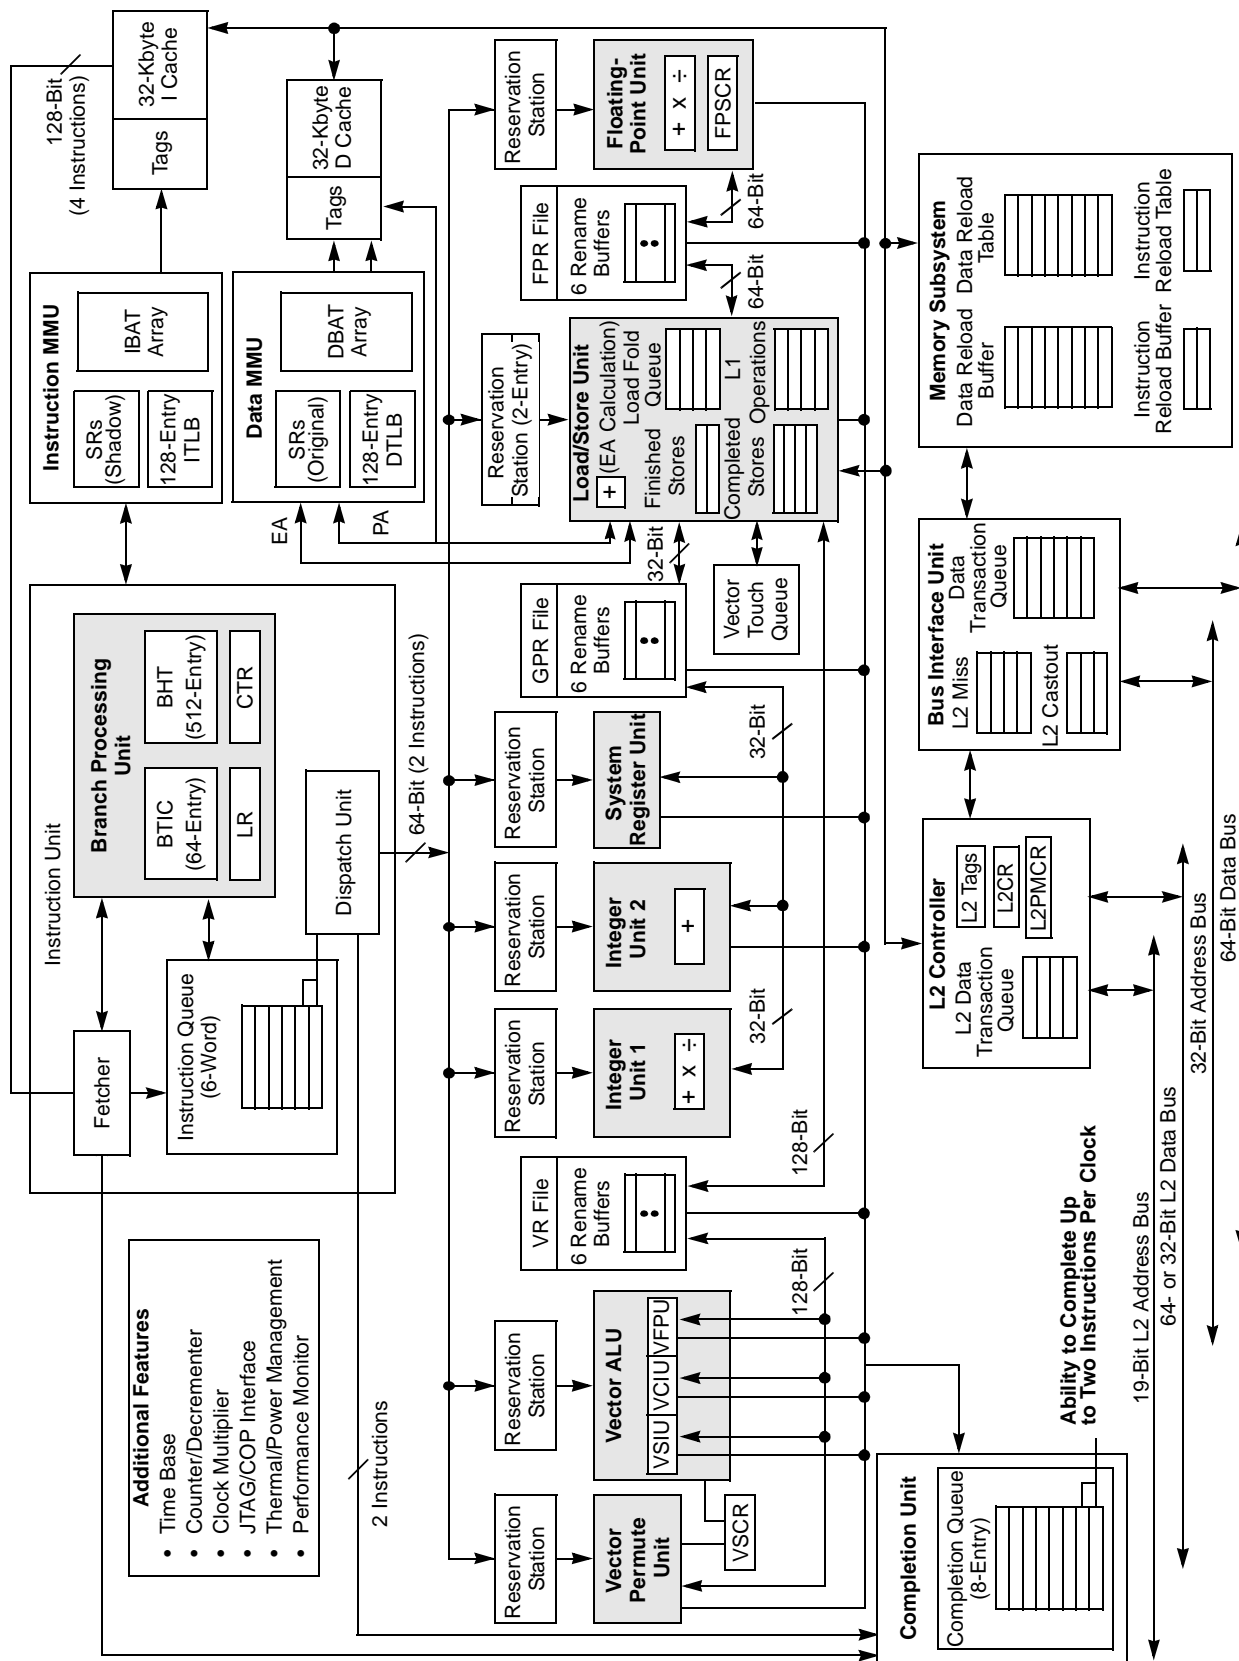 Additional Features
• Time Base
• Counter/Decrementer
• Clock Multiplier
• JTAG/COP Interface
• Thermal/Power Management
• Performance Monitor
Instruction Unit
Fetcher
Instruction Queue
(6-Word)
Branch Processing
Unit
BTIC
(64-Entry)
BHT
(512-Entry)
LR
CTR
Dispatch Unit
64-Bit (2 Instructions)
2 Instructions
128-Bit
(4 Instructions)
Instruction MMU
SRs
(Shadow)
128-Entry
ITLB
IBAT
Array
Tags
32-Kbyte
I Cache
Data MMU
SRs
(Original)
128-Entry
DTLB
DBAT
Array
Tags
32-Kbyte
D Cache
EA
PA
Reservation
Station
Vector
Permute
Unit
VSCR
Reservation
Station
Vector ALU
VSIU
VCIU
VFPU
VR File
6 Rename
Buffers
128-Bit
128-Bit
Reservation
Station
Integer
Unit 1
+ x ÷
32-Bit
Reservation
Station
Integer
Unit 2
+
Reservation
Station
System
Register Unit
32-Bit
GPR File
6 Rename
Buffers
32-Bit
Vector
Touch
Queue
Reservation
Station (2-Entry)
Load/Store Unit
+ (EA Calculation)
Load Fold
Queue
Finished
Stores
L1
Operations
Completed
Stores
64-Bit
FPR File
6 Rename
Buffers
64-Bit
Reservation
Station
Floating-
Point Unit
+ x ÷
FPSCR
Completion Unit
Completion Queue
(8-Entry)
Ability to Complete Up
to Two Instructions Per Clock
L2 Controller
L2 Data
Transaction
Queue
L2 Tags
L2CR
L2PMCR
Bus Interface Unit
L2 Miss
Data
Transaction
Queue
L2 Castout
Memory Subsystem
Data Reload
Buffer
Data Reload
Table
Instruction
Reload Buffer
Instruction
Reload Table
19-Bit L2 Address Bus
64- or 32-Bit L2 Data Bus
32-Bit Address Bus
64-Bit Data Bus